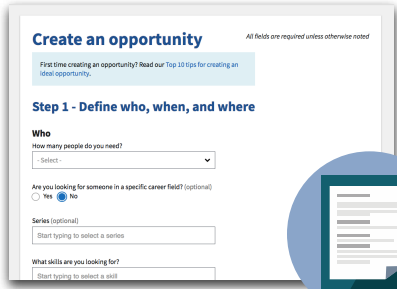 Create an opportunity
All fields are required unless otherwise noted
First time creating an opportunity? Read our Top 10 tips for creating an
ideal opportunity.
Step 1 - Define who, when, and where
Who
How many people do you need?
- Select -
Are you looking for someone in a specific career field? (optional)
Yes No
Series (optional)
Start typing to select a series
What skills are you looking for?
Start typing to select a skill